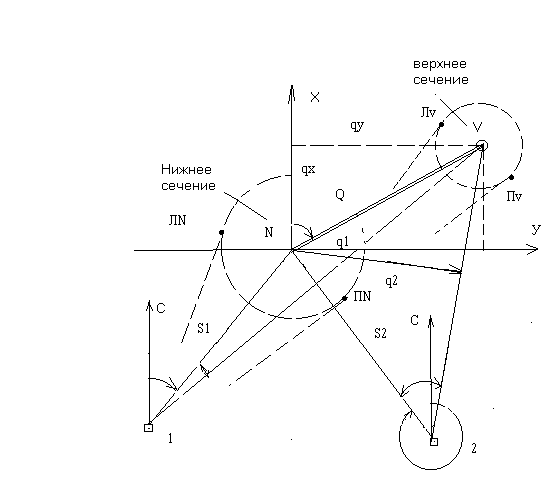 верхнее
сечение
X
Лv
qy
V
Нижнее
сечение
qx
Пv
Q
ЛN
N
У
q1
q2
ПN
C
S1
C
S2
1
2